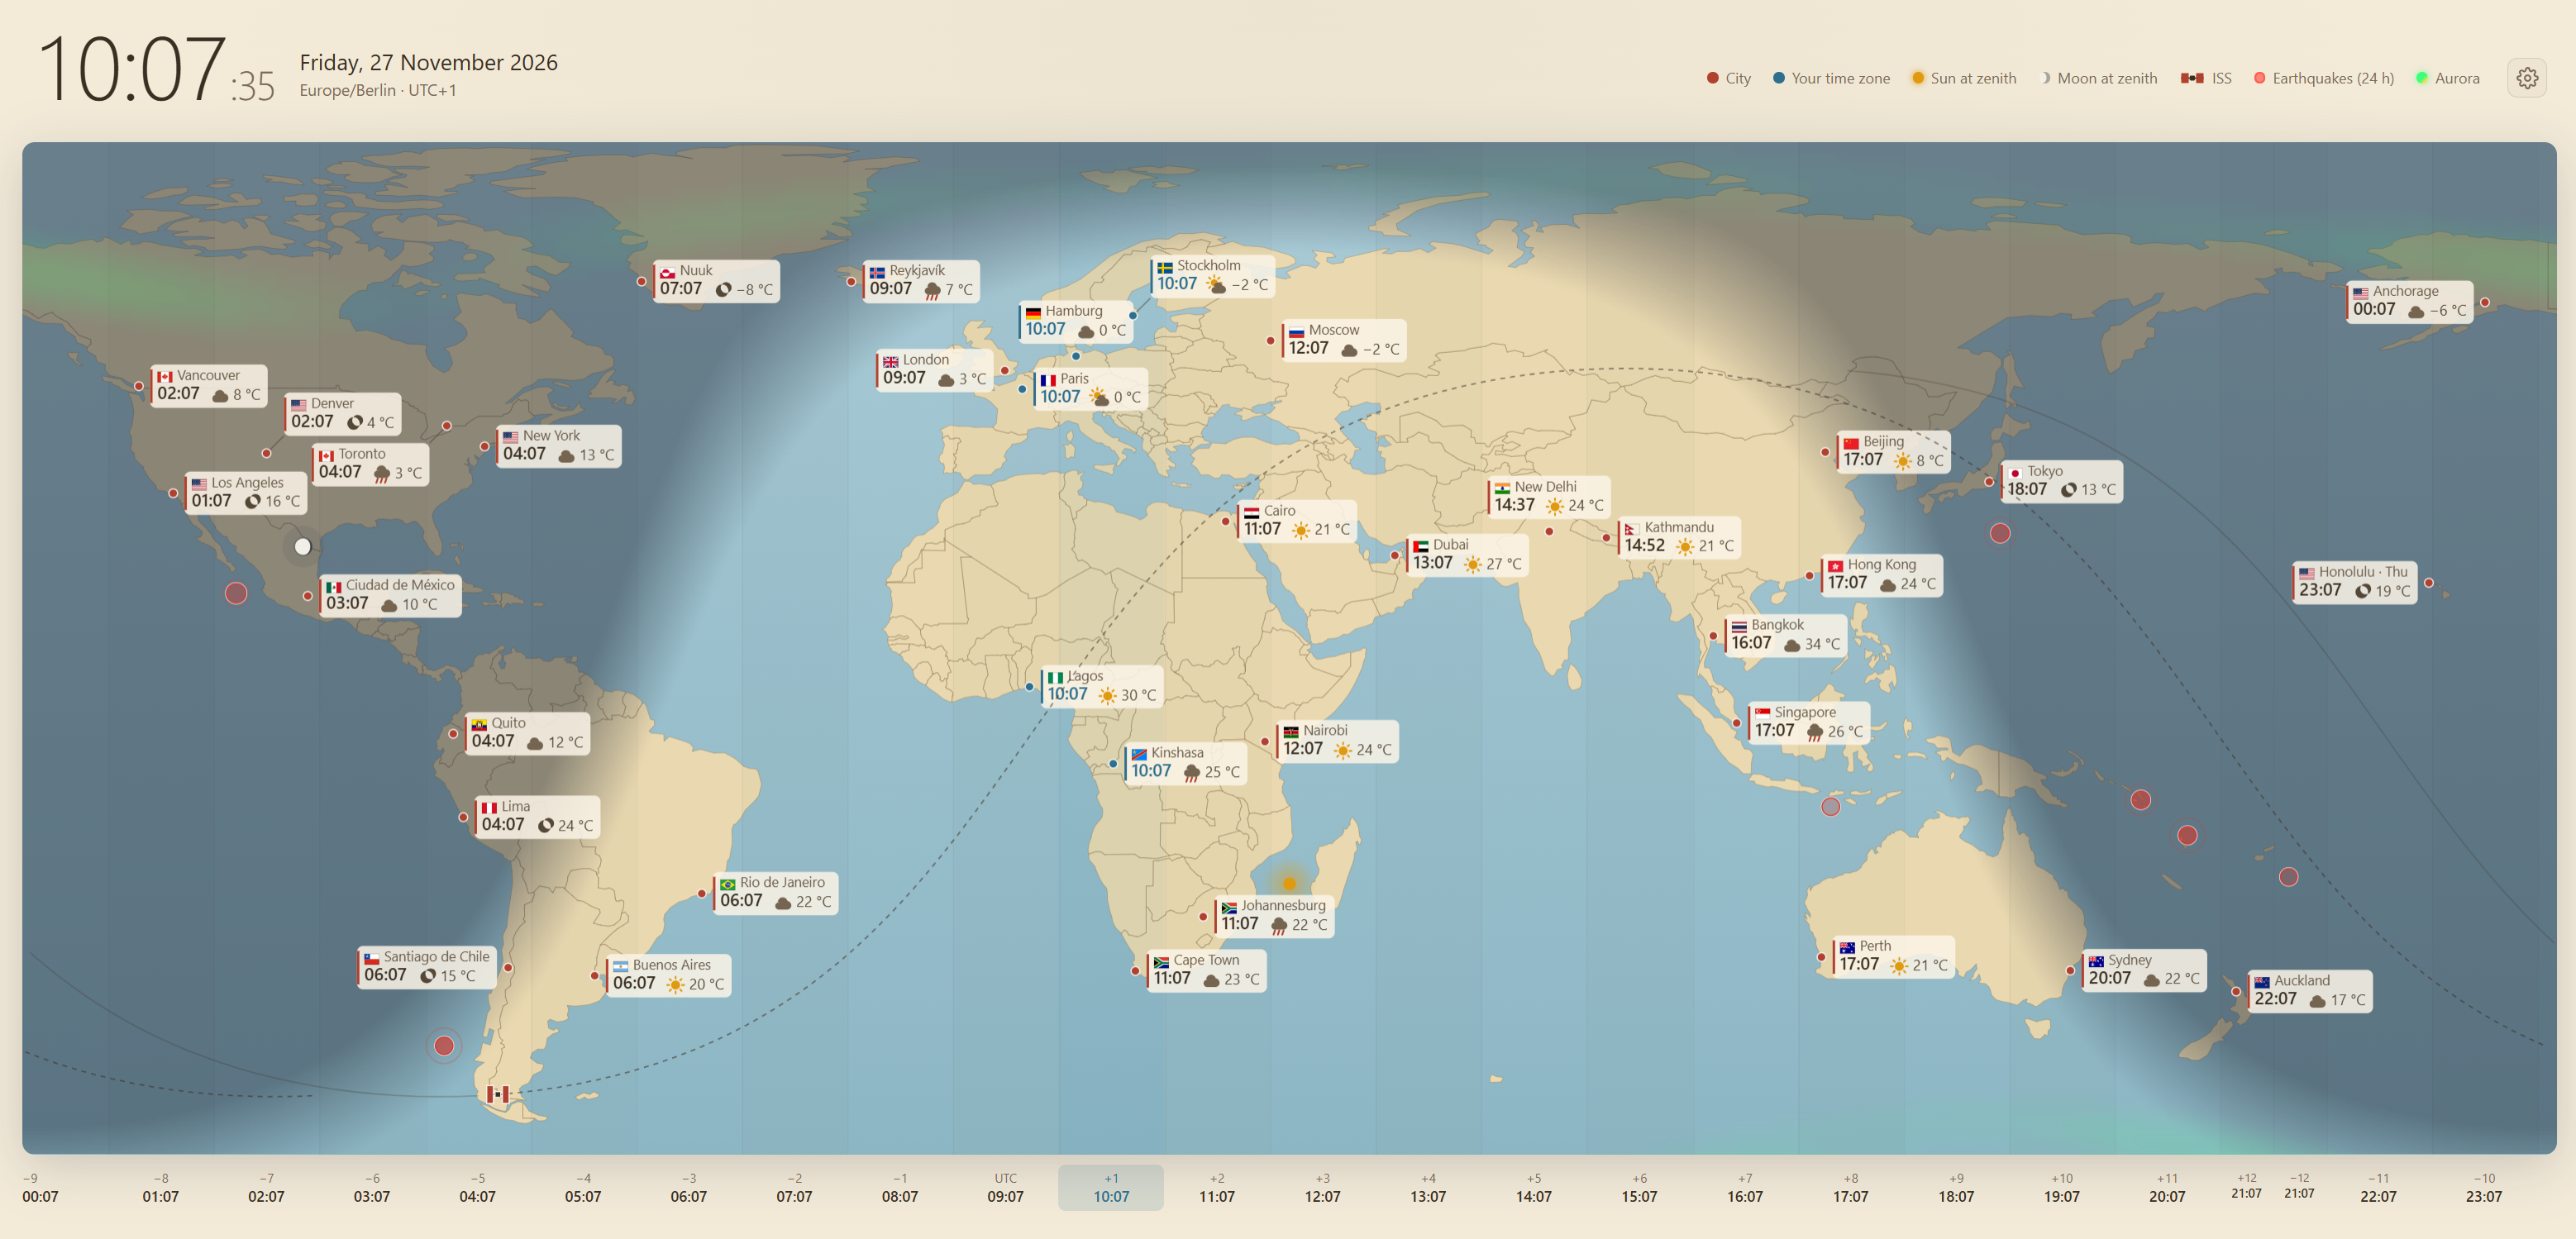 10:07:35
Friday, 27 November 2026
Europe/Berlin · UTC+1
City
Your time zone
Sun at zenith
Moon at zenith
ISS
Earthquakes (24 h)
Aurora
Nuuk
07:07 −8 °C
Reykjavík
09:07 7 °C
Stockholm
10:07 −2 °C
Hamburg
10:07 0 °C
Moscow
12:07 −2 °C
Anchorage
00:07 −6 °C
London
09:07 3 °C
Paris
10:07 0 °C
Vancouver
02:07 8 °C
Denver
02:07 4 °C
Toronto
04:07 3 °C
New York
04:07 13 °C
Los Angeles
01:07 16 °C
Beijing
17:07 8 °C
Tokyo
18:07 13 °C
New Delhi
14:37 24 °C
Cairo
11:07 21 °C
Kathmandu
14:52 21 °C
Dubai
13:07 27 °C
Hong Kong
17:07 24 °C
Honolulu · Thu
23:07 19 °C
Ciudad de México
03:07 10 °C
Bangkok
16:07 34 °C
Lagos
10:07 30 °C
Quito
04:07 12 °C
Nairobi
12:07 24 °C
Singapore
17:07 26 °C
Kinshasa
10:07 25 °C
Lima
04:07 24 °C
Rio de Janeiro
06:07 22 °C
Johannesburg
11:07 22 °C
Santiago de Chile
06:07 15 °C
Buenos Aires
06:07 20 °C
Cape Town
11:07 23 °C
Perth
17:07 21 °C
Sydney
20:07 22 °C
Auckland
22:07 17 °C
−9 −8 −7 −6 −5 −4 −3 −2 −1 UTC +1 +2 +3 +4 +5 +6 +7 +8 +9 +10 +11 +12 −12 −11 −10
00:07 01:07 02:07 03:07 04:07 05:07 06:07 07:07 08:07 09:07 10:07 11:07 12:07 13:07 14:07 15:07 16:07 17:07 18:07 19:07 20:07 21:07 21:07 22:07 23:07